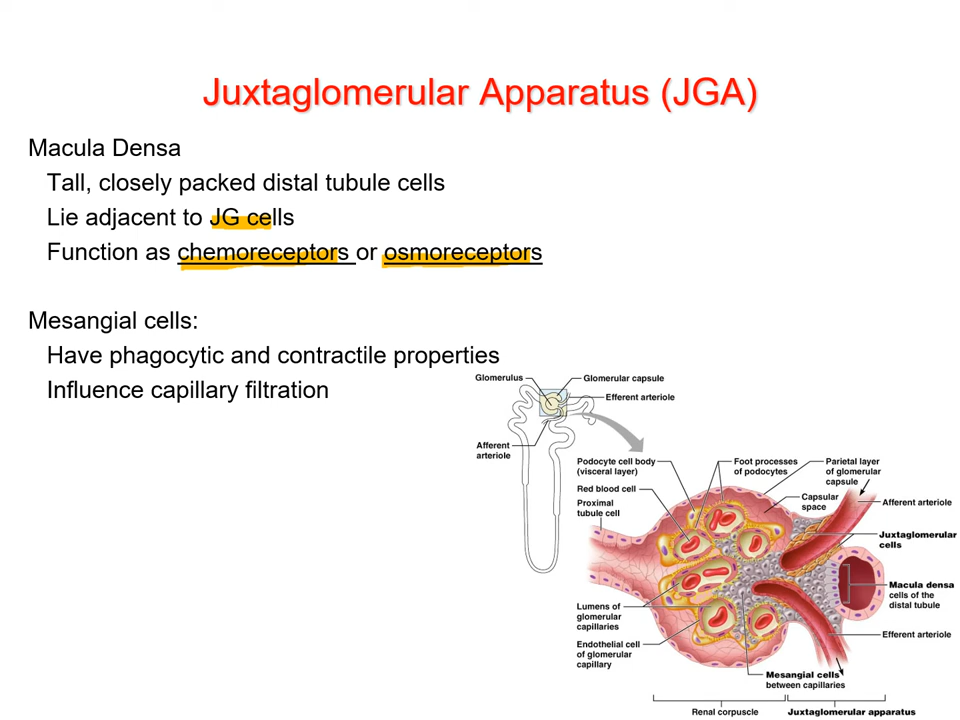 Juxtaglomerular Apparatus (JGA)
Macula Densa
Tall, closely packed distal tubule cells
Lie adjacent to JG cells
Function as chemoreceptors or osmoreceptors
Mesangial cells:
Have phagocytic and contractile properties
Influence capillary filtration
Glomerulus
Glomerular capsule
Efferent arteriole
Afferent
arteriole
Podocyte cell body
(visceral layer)
Red blood cell
Proximal
tubule cell
Foot processes
of podocytes
Parietal layer
of glomerular
capsule
Capsular
space
Afferent arteriole
Juxtaglomerular
cells
Macula densa
cells of the
distal tubule
Lumens of
glomerular
capillaries
Endothelial cell
of glomerular
capillary
Efferent arteriole
Mesangial cells
between capillaries
Renal corpuscle
Juxtaglomerular apparatus